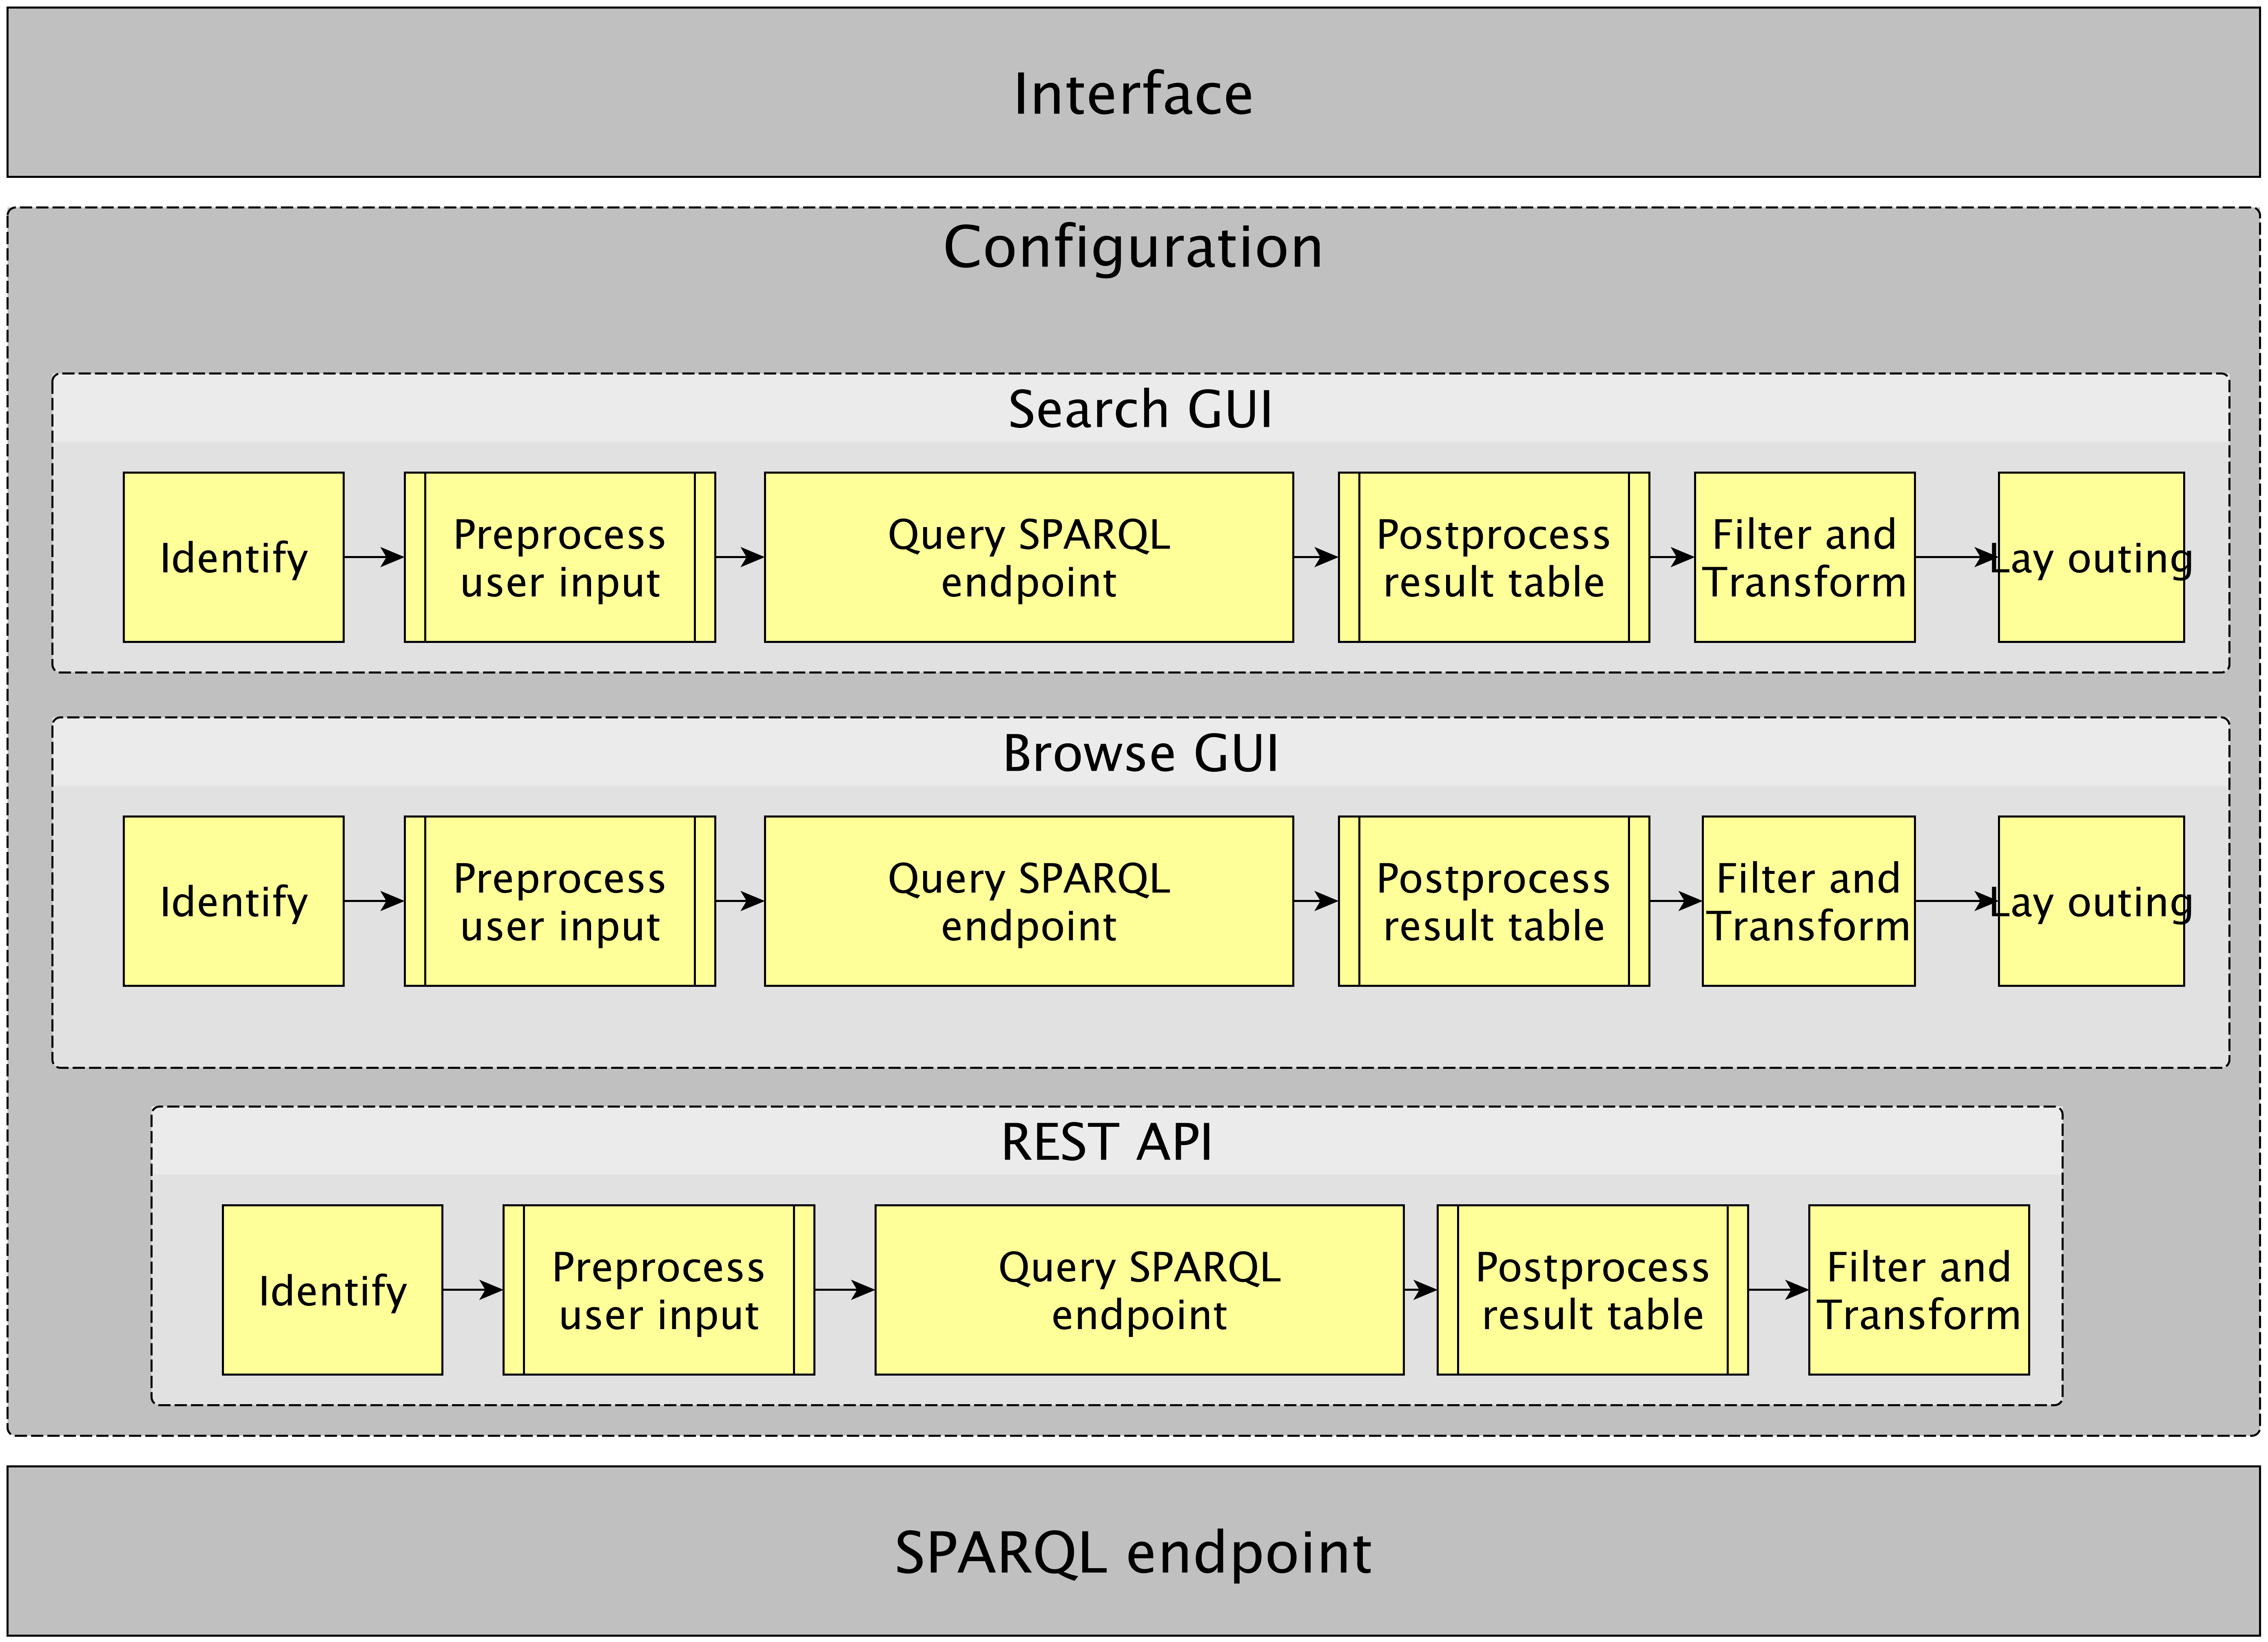 Interface
Configuration
Search GUI
Identify
Preprocess
user input
Query SPARQL
endpoint
Postprocess
result table
Filter and
Transform
Lay outing
Browse GUI
Identify
Preprocess
user input
Query SPARQL
endpoint
Postprocess
result table
Filter and
Transform
Lay outing
REST API
Identify
Preprocess
user input
Query SPARQL
endpoint
Postprocess
result table
Filter and
Transform
SPARQL endpoint